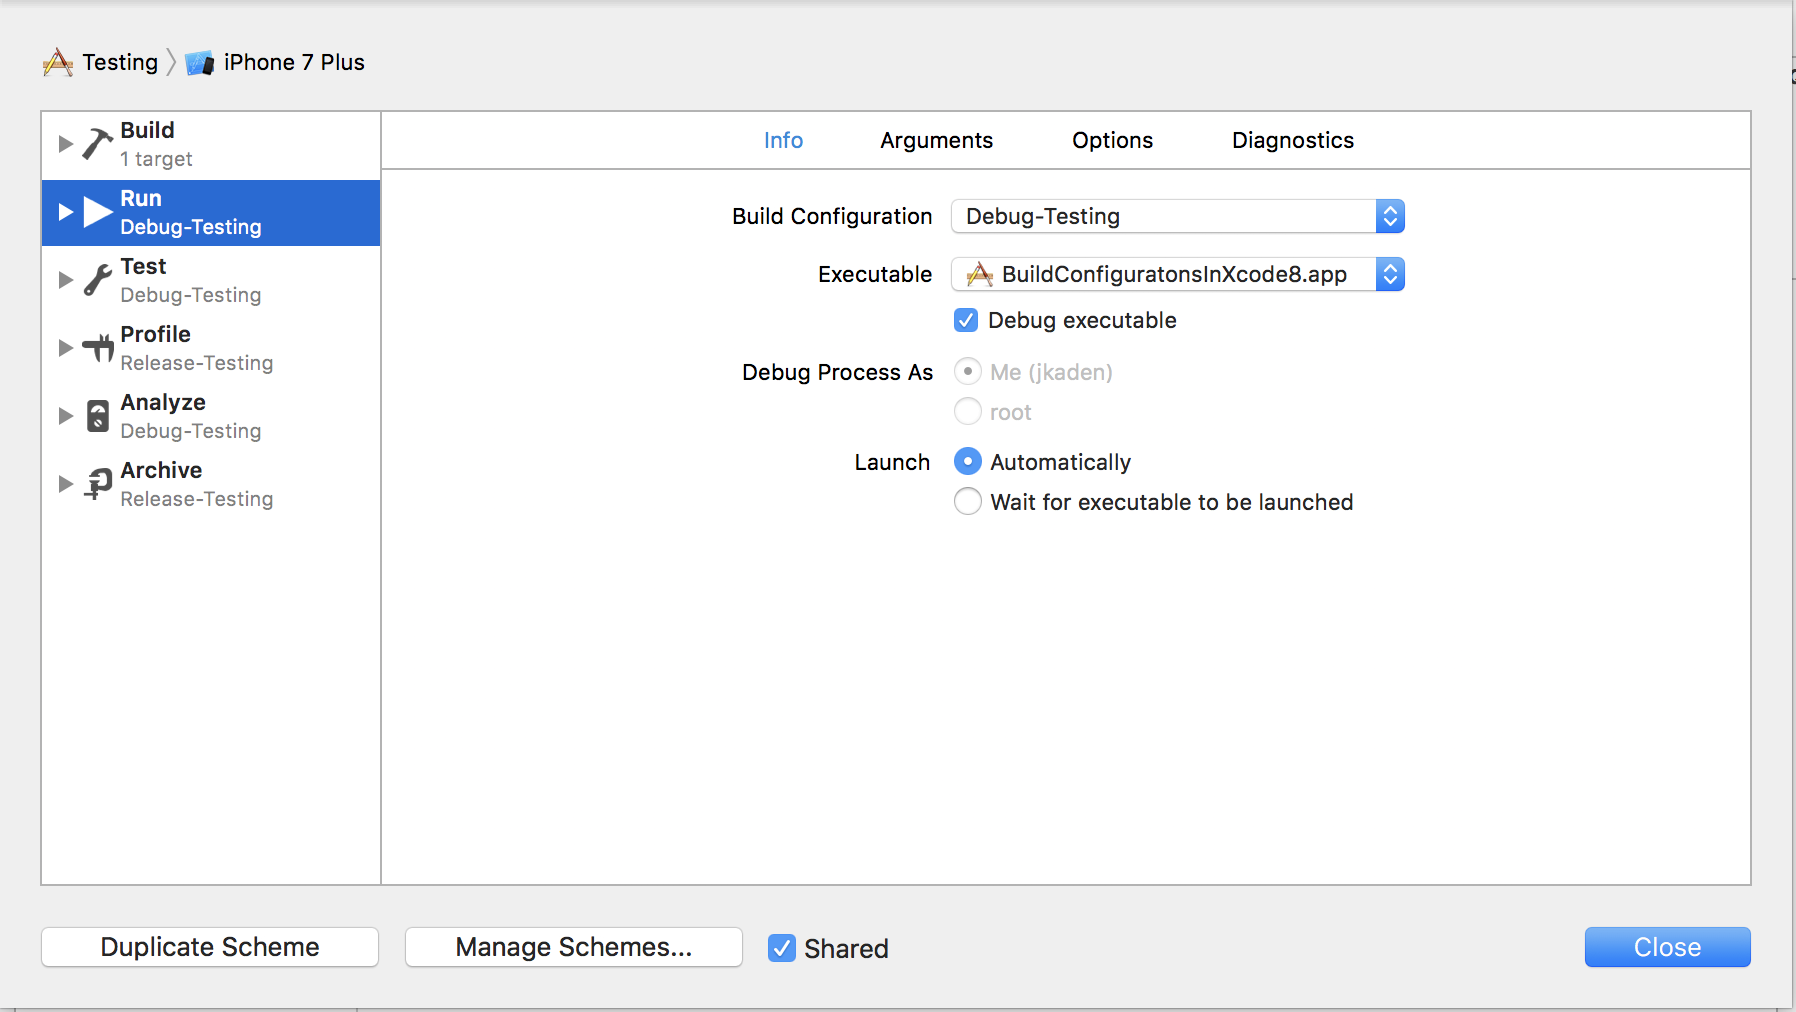 Testing
iPhone 7 Plus
Build
1 target
Run
Debug-Testing
Test
Debug-Testing
Profile
Release-Testing
Analyze
Debug-Testing
Archive
Release-Testing
Info Arguments Options Diagnostics
Build Configuration Debug-Testing
Executable BuildConfiguratonsInXcode8.app
Debug executable
Debug Process As Me (jkaden)
root
Launch Automatically
Wait for executable to be launched
Duplicate Scheme Manage Schemes... Shared Close